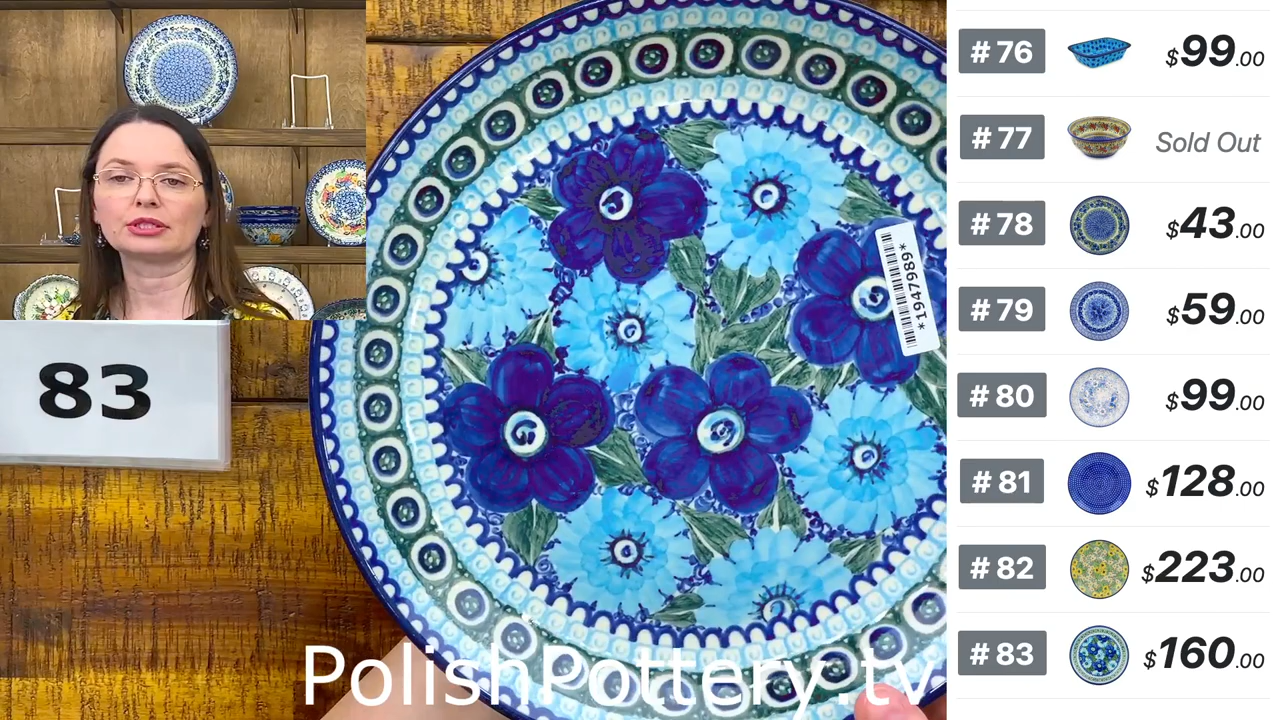 83
*19479689*
PolishPottery.tv
# 76 $99.00
# 77 Sold Out
# 78 $43.00
# 79 $59.00
# 80 $99.00
# 81 $128.00
# 82 $223.00
# 83 $160.00